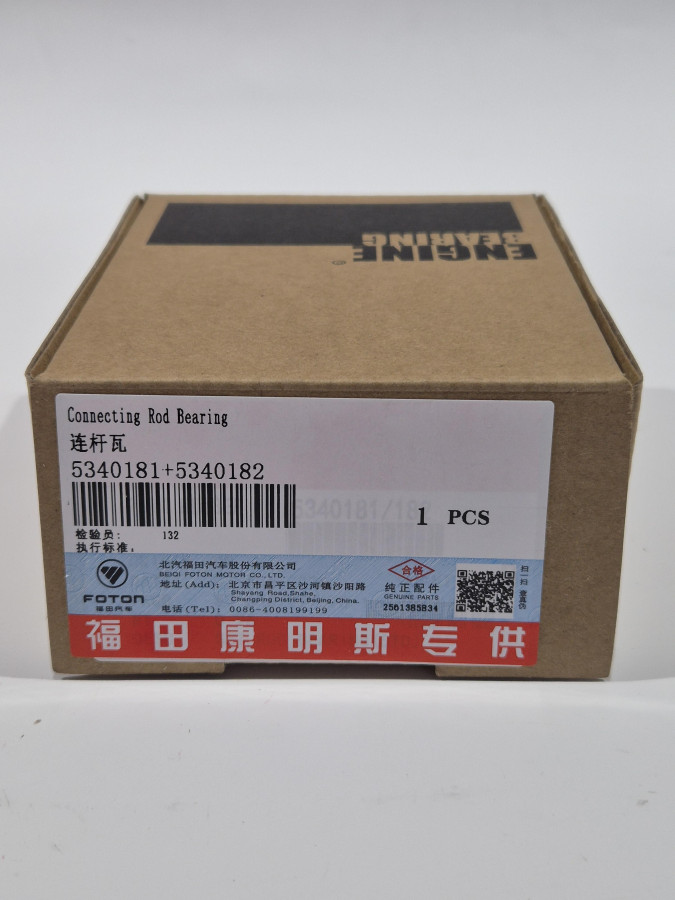 ENGINE
BEARING
®
Connecting Rod Bearing
连杆瓦
5340181+5340182
5340181/182
1 PCS
检验员: 132
执行标准:
FOTON
福田汽车
北汽福田汽车股份有限公司
BEIQI FOTON MOTOR CO., LTD.
地址(Add): 北京市昌平区沙河镇沙阳路
Shayang Road,Snahe,
Changping District, Beijing, China.
电话(Tel): 0086-4008199199
合格
纯正配件
GENUINE PARTS
2561385834
扫一扫 查真伪
福田康明斯专供